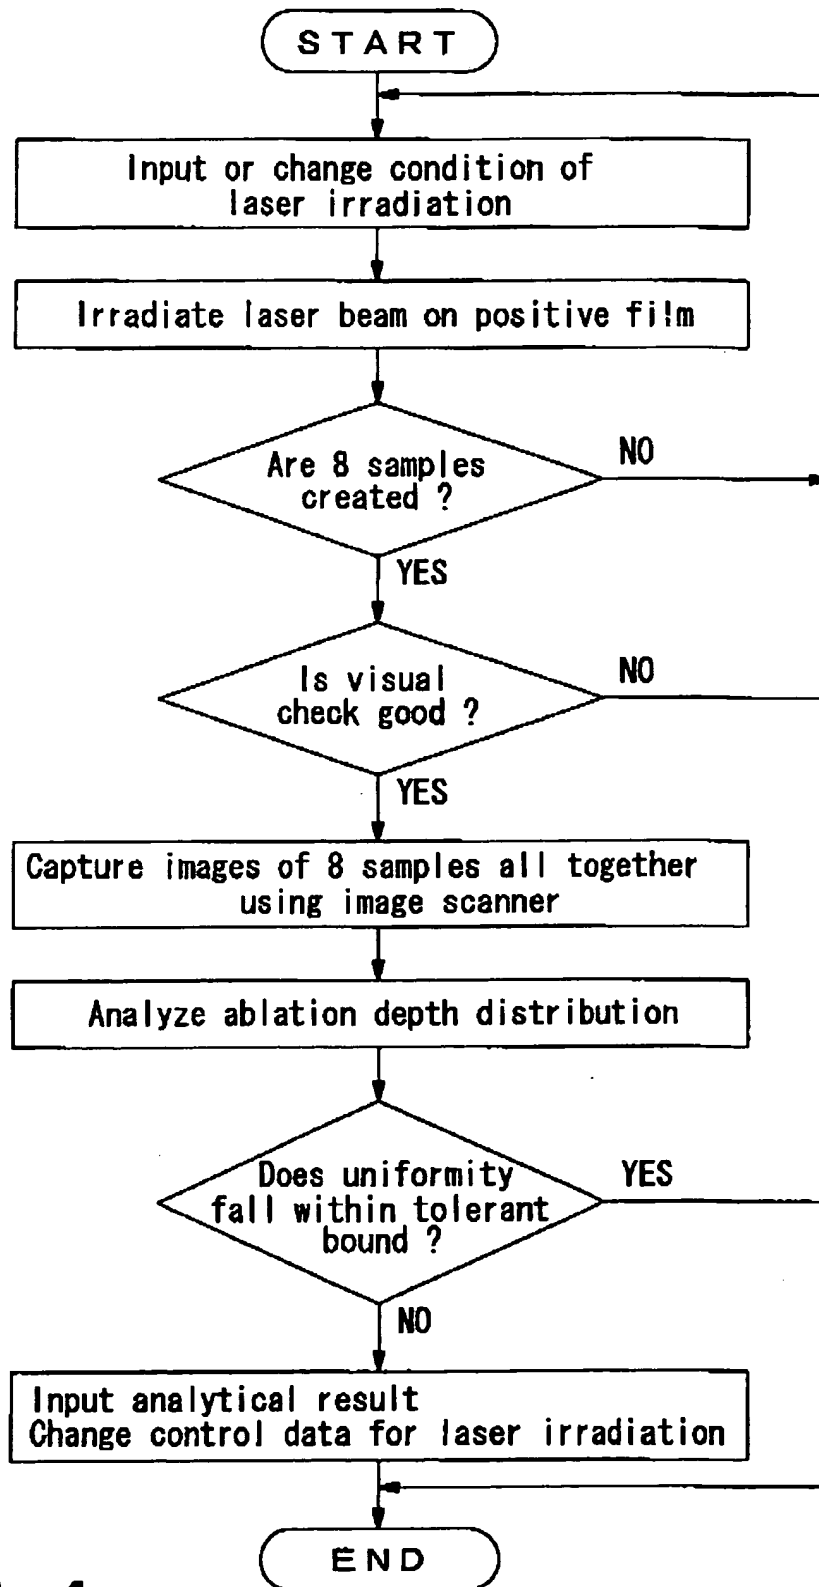 START
Input or change condition of
laser irradiation
Irradiate laser beam on positive film
Are 8 samples
created ?
NO
YES
Is visual
check good ?
NO
YES
Capture images of 8 samples all together
using image scanner
Analyze ablation depth distribution
Does uniformity
fall within tolerant
bound ?
YES
NO
Input analytical result
Change control data for laser irradiation
END